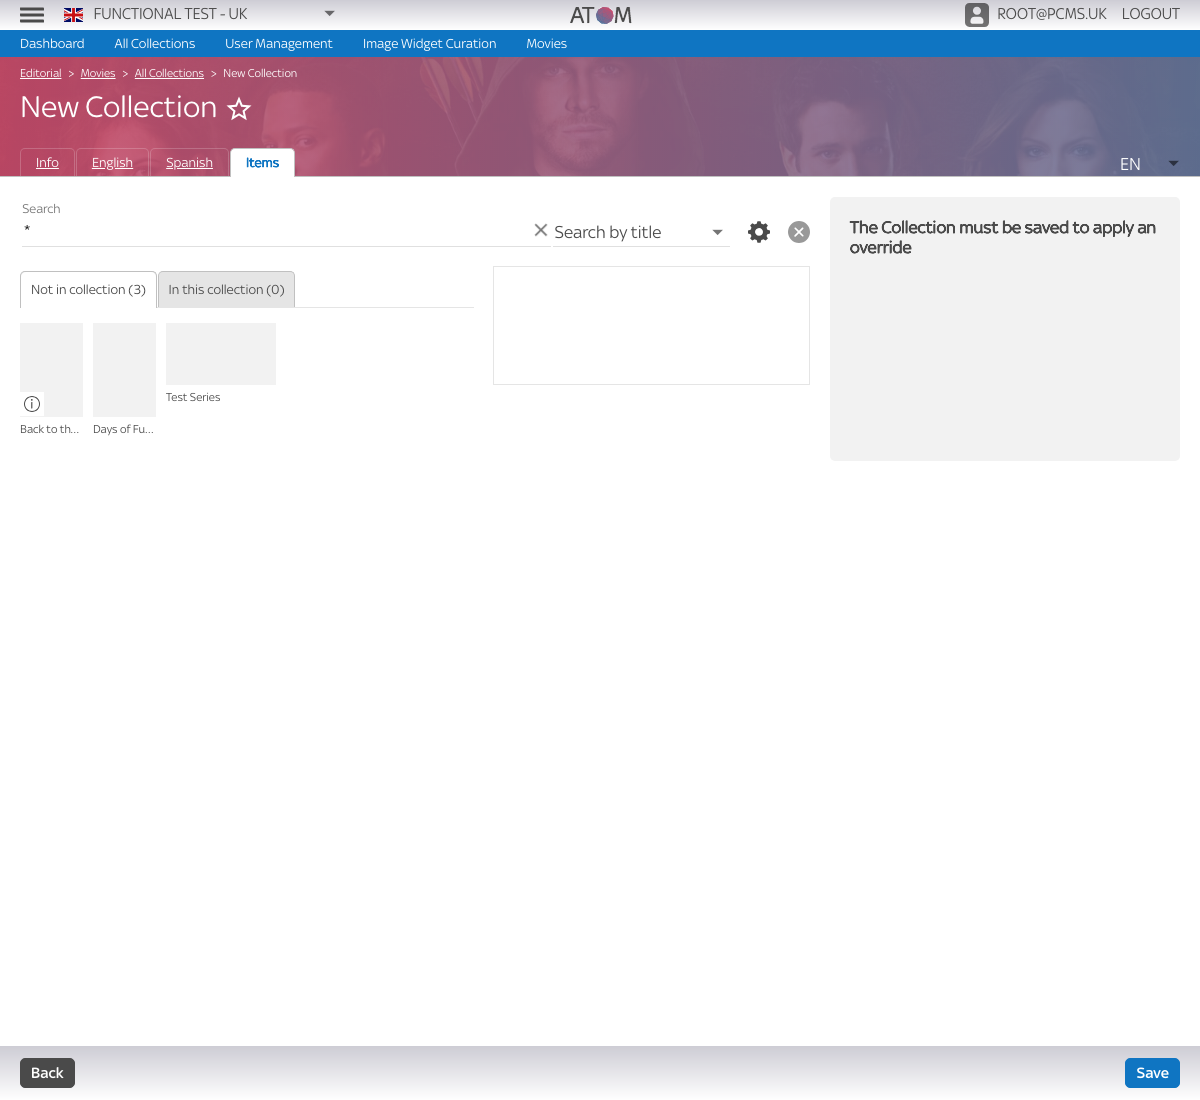 FUNCTIONAL TEST - UK
ATOM
ROOT@PCMS.UK LOGOUT
Dashboard All Collections User Management Image Widget Curation Movies
Editorial > Movies > All Collections > New Collection
New Collection
Info English Spanish Items
EN
Search
* Search by title
The Collection must be saved to apply an
override
Not in collection (3) In this collection (0)
Test Series
Back to th... Days of Fu...
Back Save